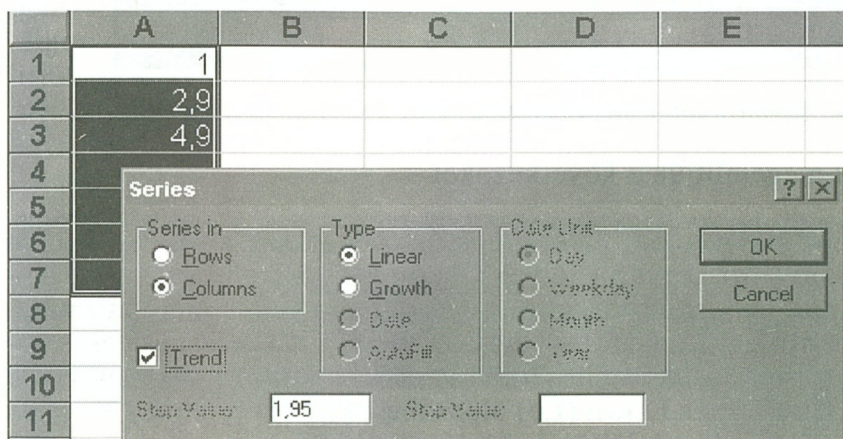 A B C D E
1 1
2 2,9
3 4,9
4
5
6
7
8
9
10
11
Series
Series in
Rows
Columns
Trend
Type
Linear
Growth
Date
AutoFill
Date Unit
Day
Weekday
Month
Year
OK
Cancel
Step Value: 1,95
Stop Value: